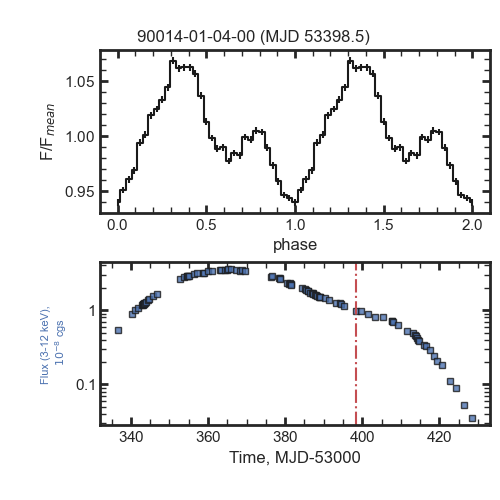 90014-01-04-00 (MJD 53398.5)
F/Fmean
1.05
1.00
0.95
0.0 0.5 1.0 1.5 2.0
phase
Flux (3-12 keV),
10⁻⁸ cgs
1
0.1
340 360 380 400 420
Time, MJD-53000